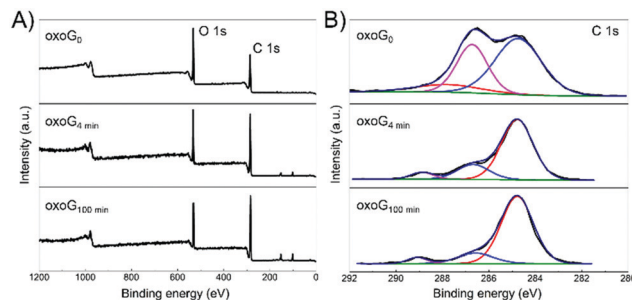 A)
oxoG0
O 1s
C 1s
oxoG4 min
oxoG100 min
Intensity (a.u.)
1200 1000 800 600 400 200 0
Binding energy (eV)
B)
oxoG0
C 1s
oxoG4 min
oxoG100 min
Intensity (a.u.)
292 290 288 286 284 282 280
Binding energy (eV)